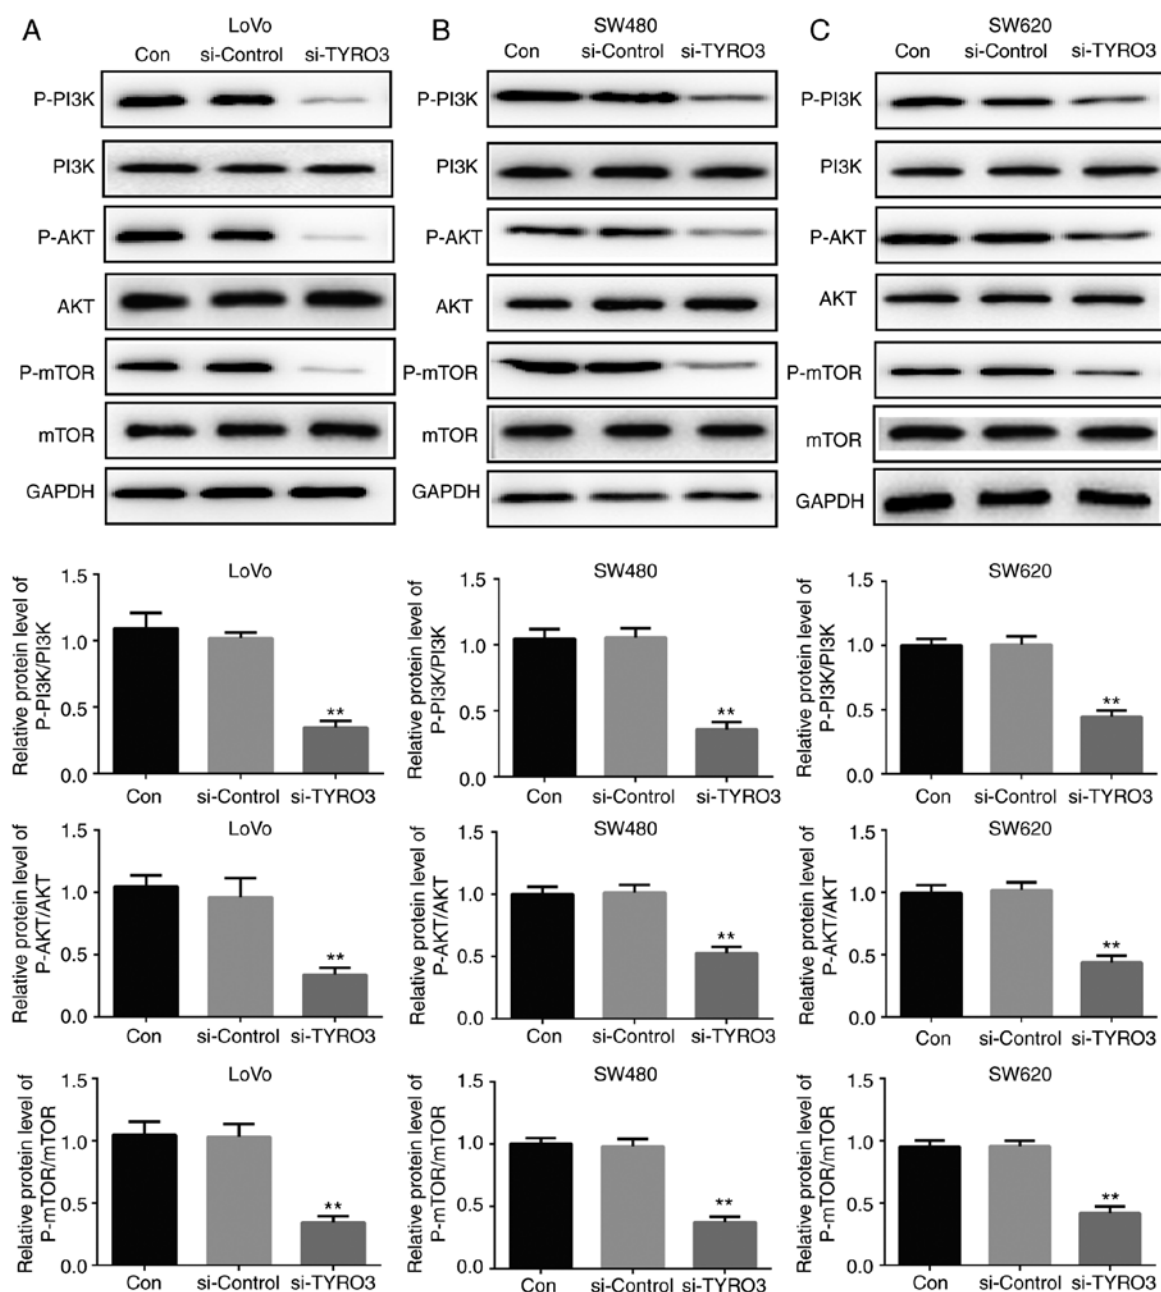 A
LoVo
Con si-Control si-TYRO3
P-PI3K
PI3K
P-AKT
AKT
P-mTOR
mTOR
GAPDH
B
SW480
Con si-Control si-TYRO3
P-PI3K
PI3K
P-AKT
AKT
P-mTOR
mTOR
GAPDH
C
SW620
Con si-Control si-TYRO3
P-PI3K
PI3K
P-AKT
AKT
P-mTOR
mTOR
GAPDH
LoVo
Relative protein level of
P-PI3K/PI3K
1.5
1.0
0.5
0.0
**
Con si-Control si-TYRO3
SW480
Relative protein level of
P-PI3K/PI3K
1.5
1.0
0.5
0.0
**
Con si-Control si-TYRO3
SW620
Relative protein level of
P-PI3K/PI3K
1.5
1.0
0.5
0.0
**
Con si-Control si-TYRO3
LoVo
Relative protein level of
P-AKT/AKT
1.5
1.0
0.5
0.0
**
Con si-Control si-TYRO3
SW480
Relative protein level of
P-AKT/AKT
1.5
1.0
0.5
0.0
**
Con si-Control si-TYRO3
SW620
Relative protein level of
P-AKT/AKT
1.5
1.0
0.5
0.0
**
Con si-Control si-TYRO3
LoVo
Relative protein level of
P-mTOR/mTOR
1.5
1.0
0.5
0.0
**
Con si-Control si-TYRO3
SW480
Relative protein level of
P-mTOR/mTOR
1.5
1.0
0.5
0.0
**
Con si-Control si-TYRO3
SW620
Relative protein level of
P-mTOR/mTOR
1.5
1.0
0.5
0.0
**
Con si-Control si-TYRO3